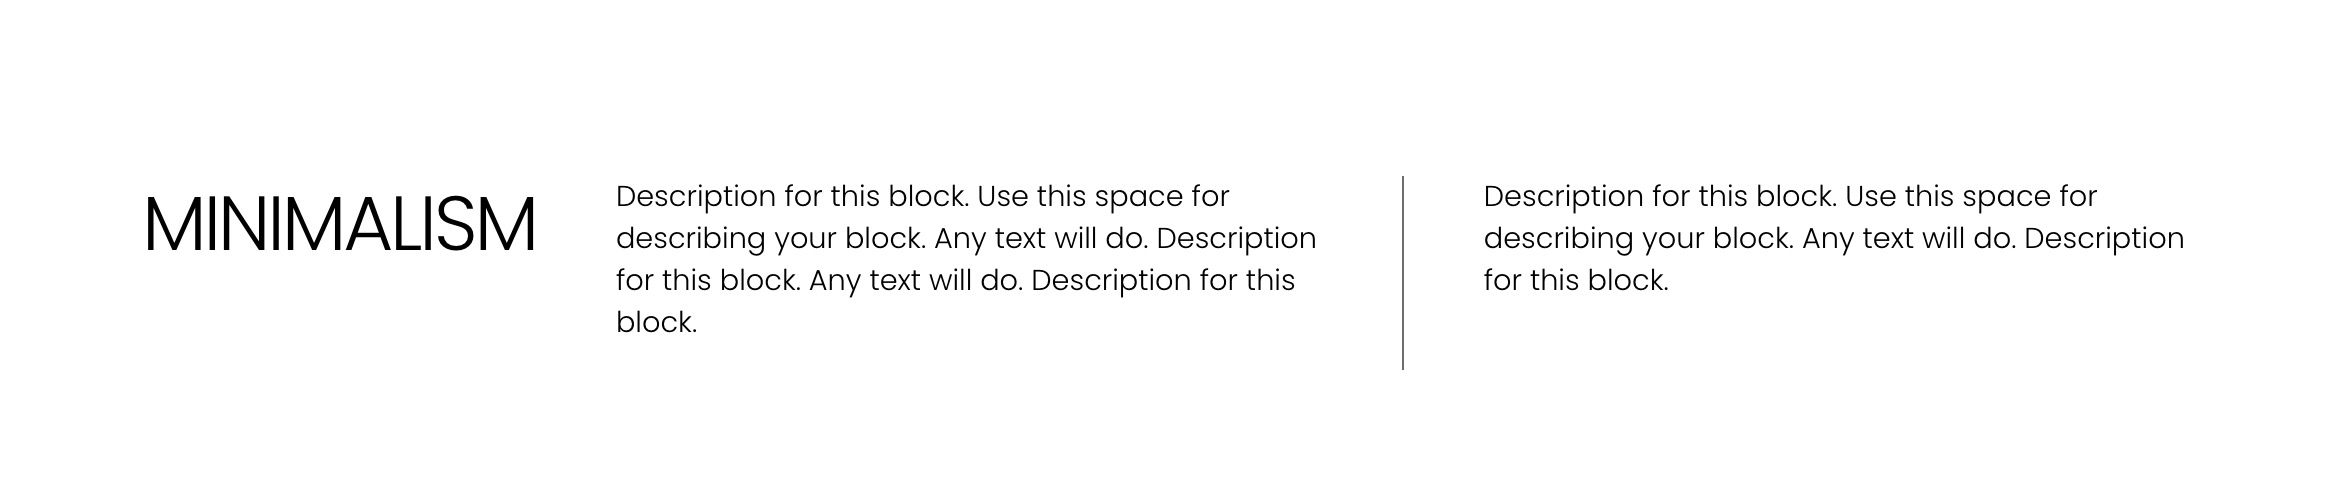 MINIMALISM
Description for this block. Use this space for
describing your block. Any text will do. Description
for this block. Any text will do. Description for this
block.
Description for this block. Use this space for
describing your block. Any text will do. Description
for this block.